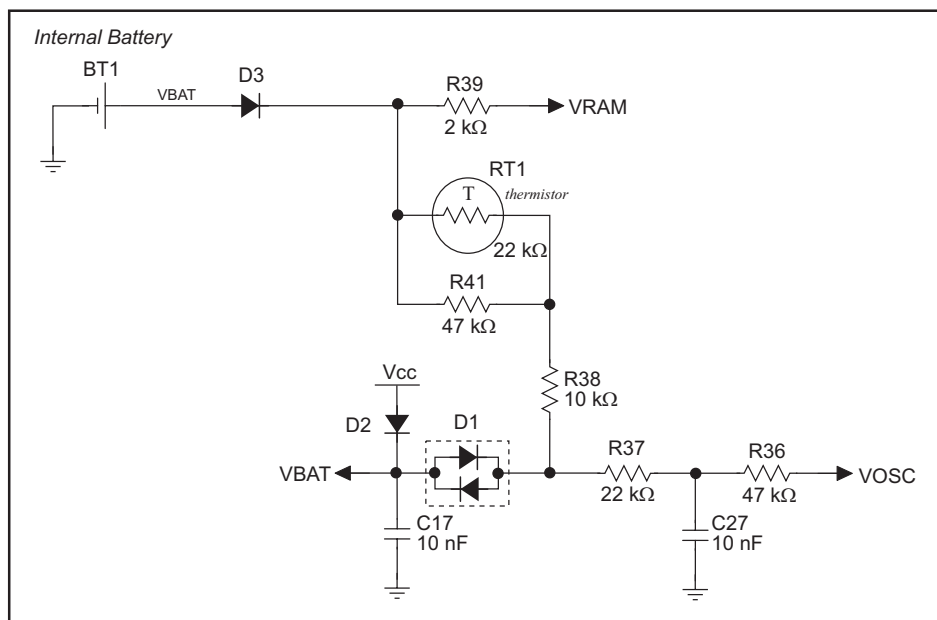 Internal Battery
BT1
VBAT
D3
R39
2 kΩ
VRAM
RT1
T
thermistor
22 kΩ
R41
47 kΩ
Vcc
R38
10 kΩ
D2
D1
R37
22 kΩ
R36
47 kΩ
VBAT
VOSC
C17
10 nF
C27
10 nF